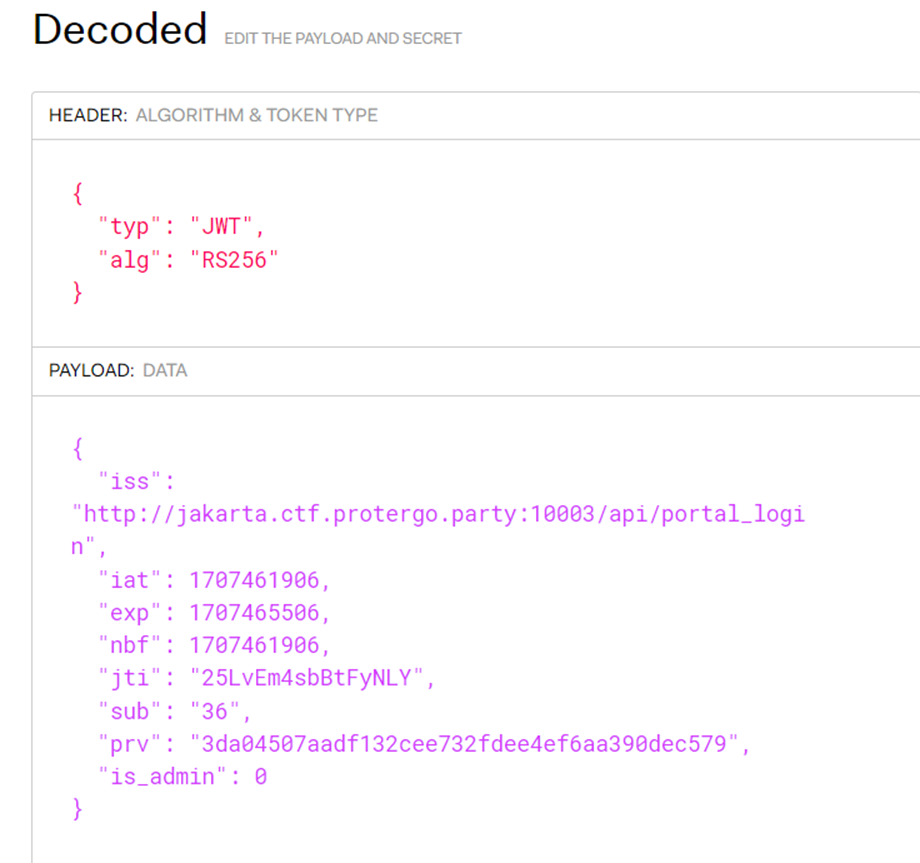 Decoded EDIT THE PAYLOAD AND SECRET
HEADER: ALGORITHM & TOKEN TYPE
{
"typ": "JWT",
"alg": "RS256"
}
PAYLOAD: DATA
{
"iss":
"http://jakarta.ctf.protergo.party:10003/api/portal_logi
n",
"iat": 1707461906,
"exp": 1707465506,
"nbf": 1707461906,
"jti": "25LvEm4sbBtFyNLY",
"sub": "36",
"prv": "3da04507aadf132cee732fdee4ef6aa390dec579",
"is_admin": 0
}